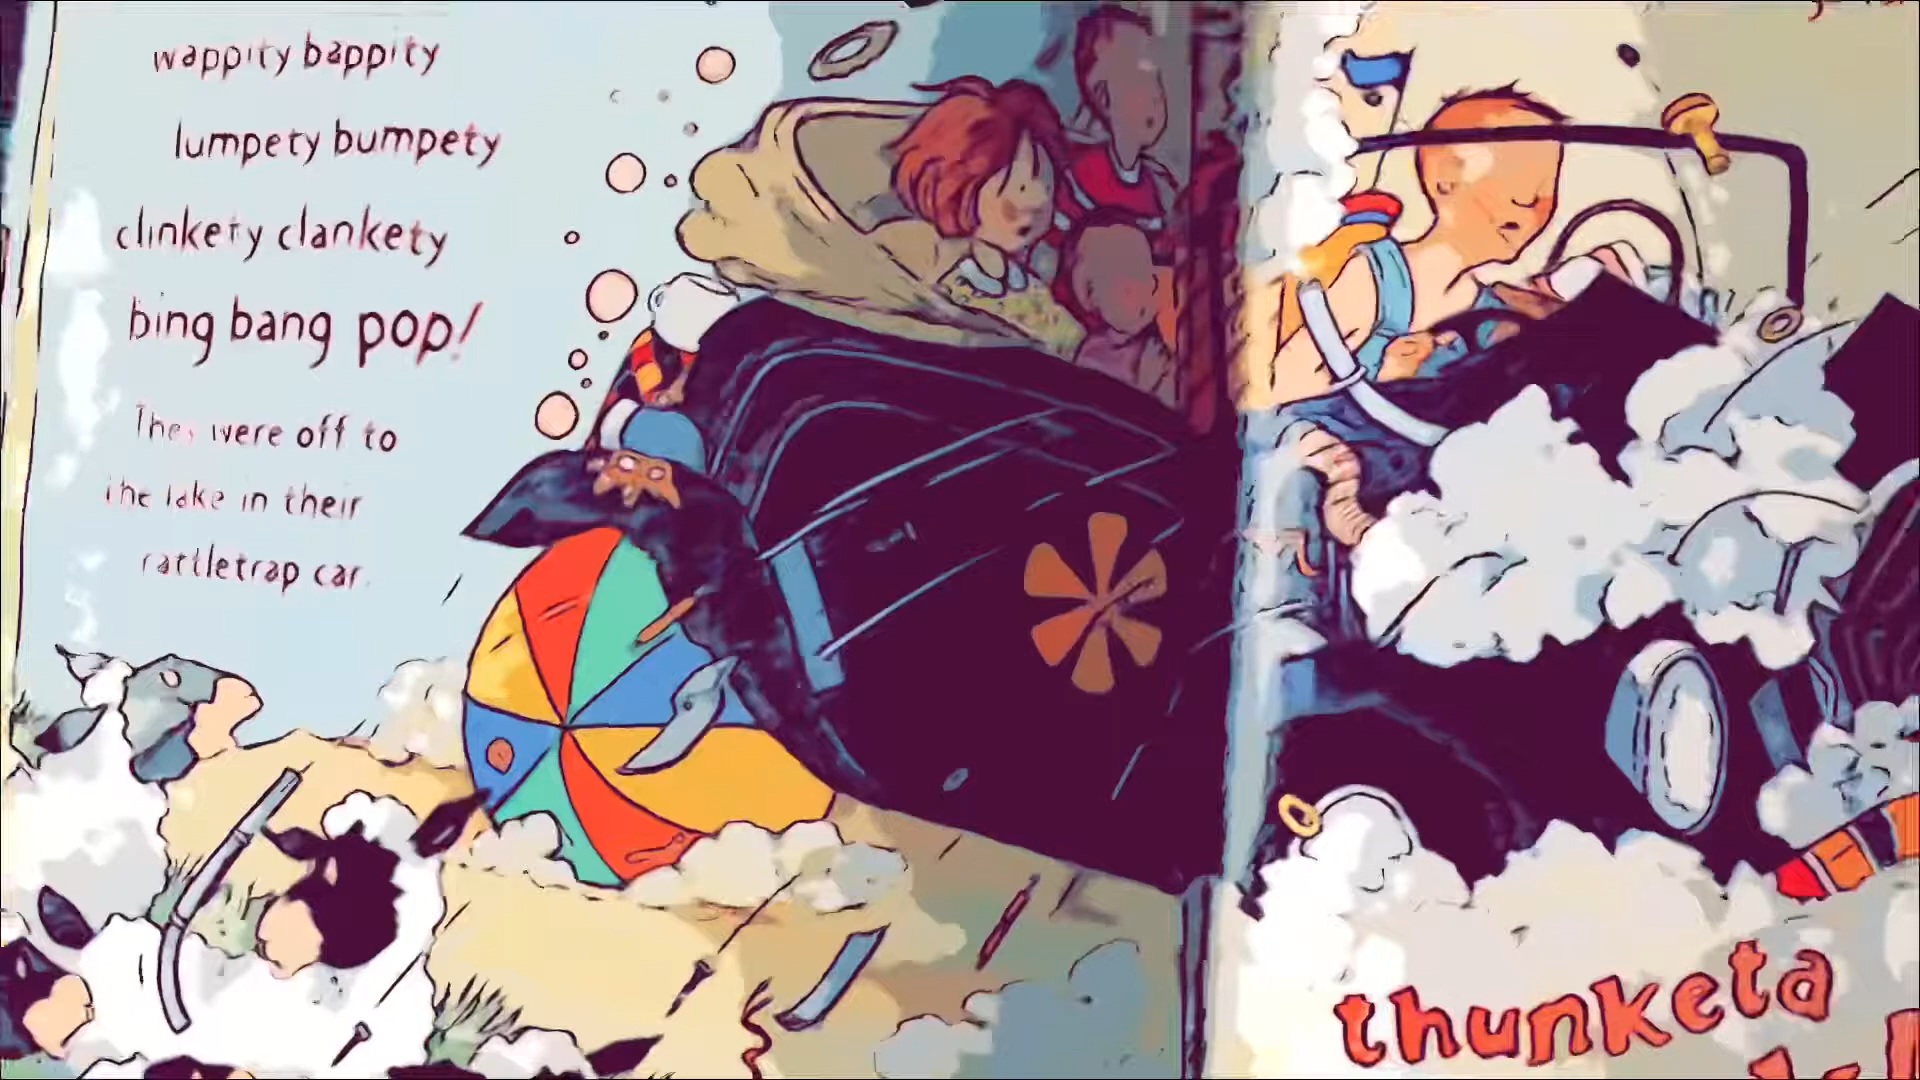 wappity bappity
lumpety bumpety
clinkety clankety
bing bang pop!
They were off to
the lake in their
rattletrap car.
thunketa